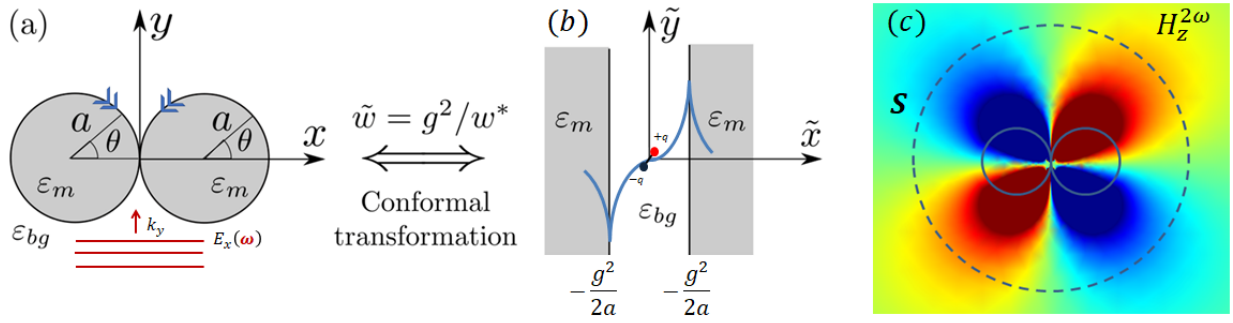 (a)
y
a
θ
a
θ
x
ε_m
ε_m
ε_bg
k_y
E_x(ω)
w̃ = g²/w*
Conformal
transformation
(b)
ỹ
ε_m
ε_m
+q
x̃
−q
ε_bg
−g²/2a
−g²/2a
(c)
H_z^{2ω}
S